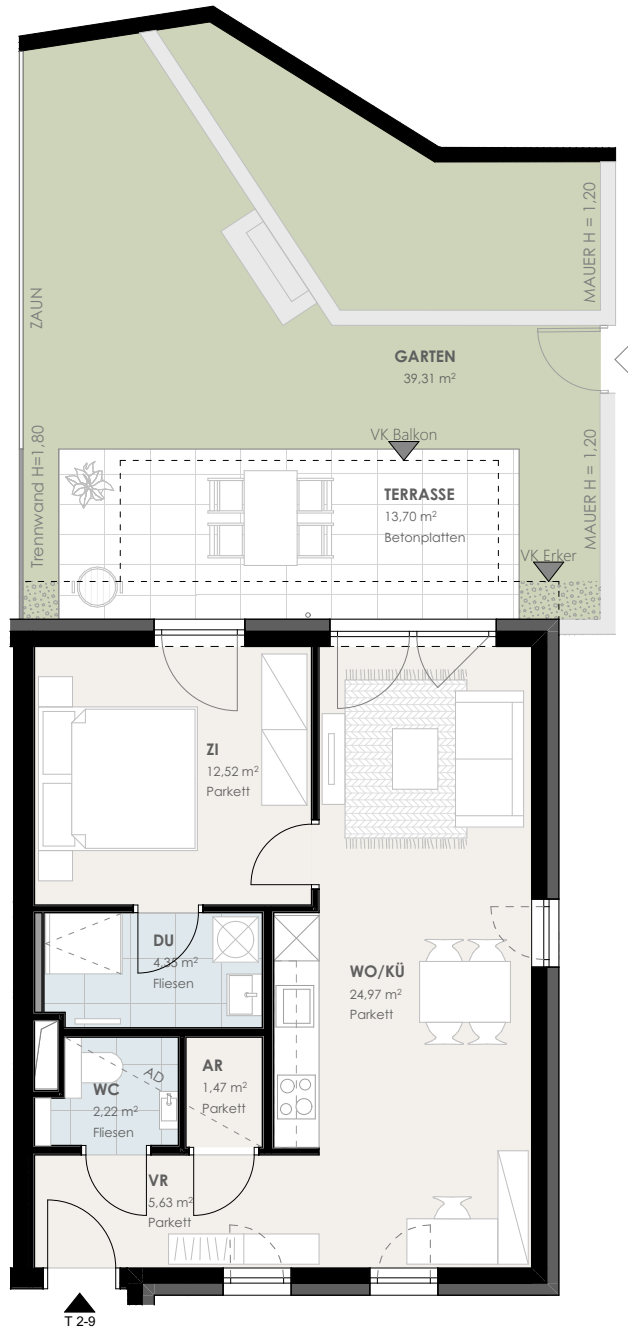 MAUER H = 1,20
ZAUN
GARTEN
39,31 m²
Trennwand H=1,80
MAUER H = 1,20
VK Balkon
TERRASSE
13,70 m²
Betonplatten
VK Erker
ZI
12,52 m²
Parkett
DU
4,35 m²
Fliesen
WO/KÜ
24,97 m²
Parkett
AD
WC
2,22 m²
Fliesen
AR
1,47 m²
Parkett
VR
5,63 m²
Parkett
T 2-9